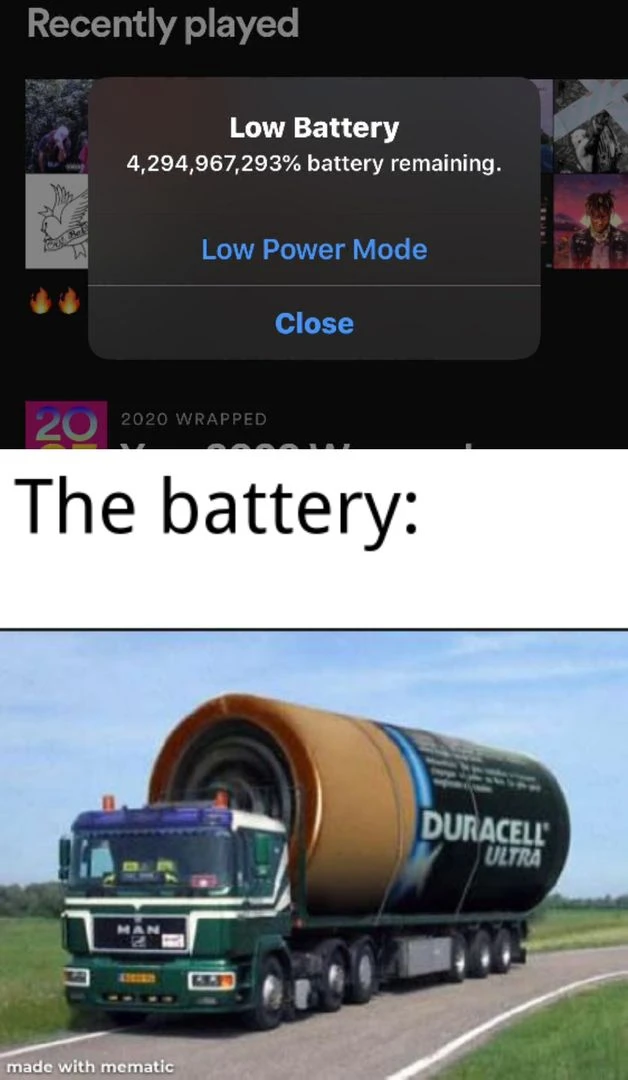 Recently played
Low Battery
4,294,967,293% battery remaining.
Low Power Mode
Close
🔥🔥
20
2020 WRAPPED
The battery:
DURACELL
ULTRA
MAN
made with mematic